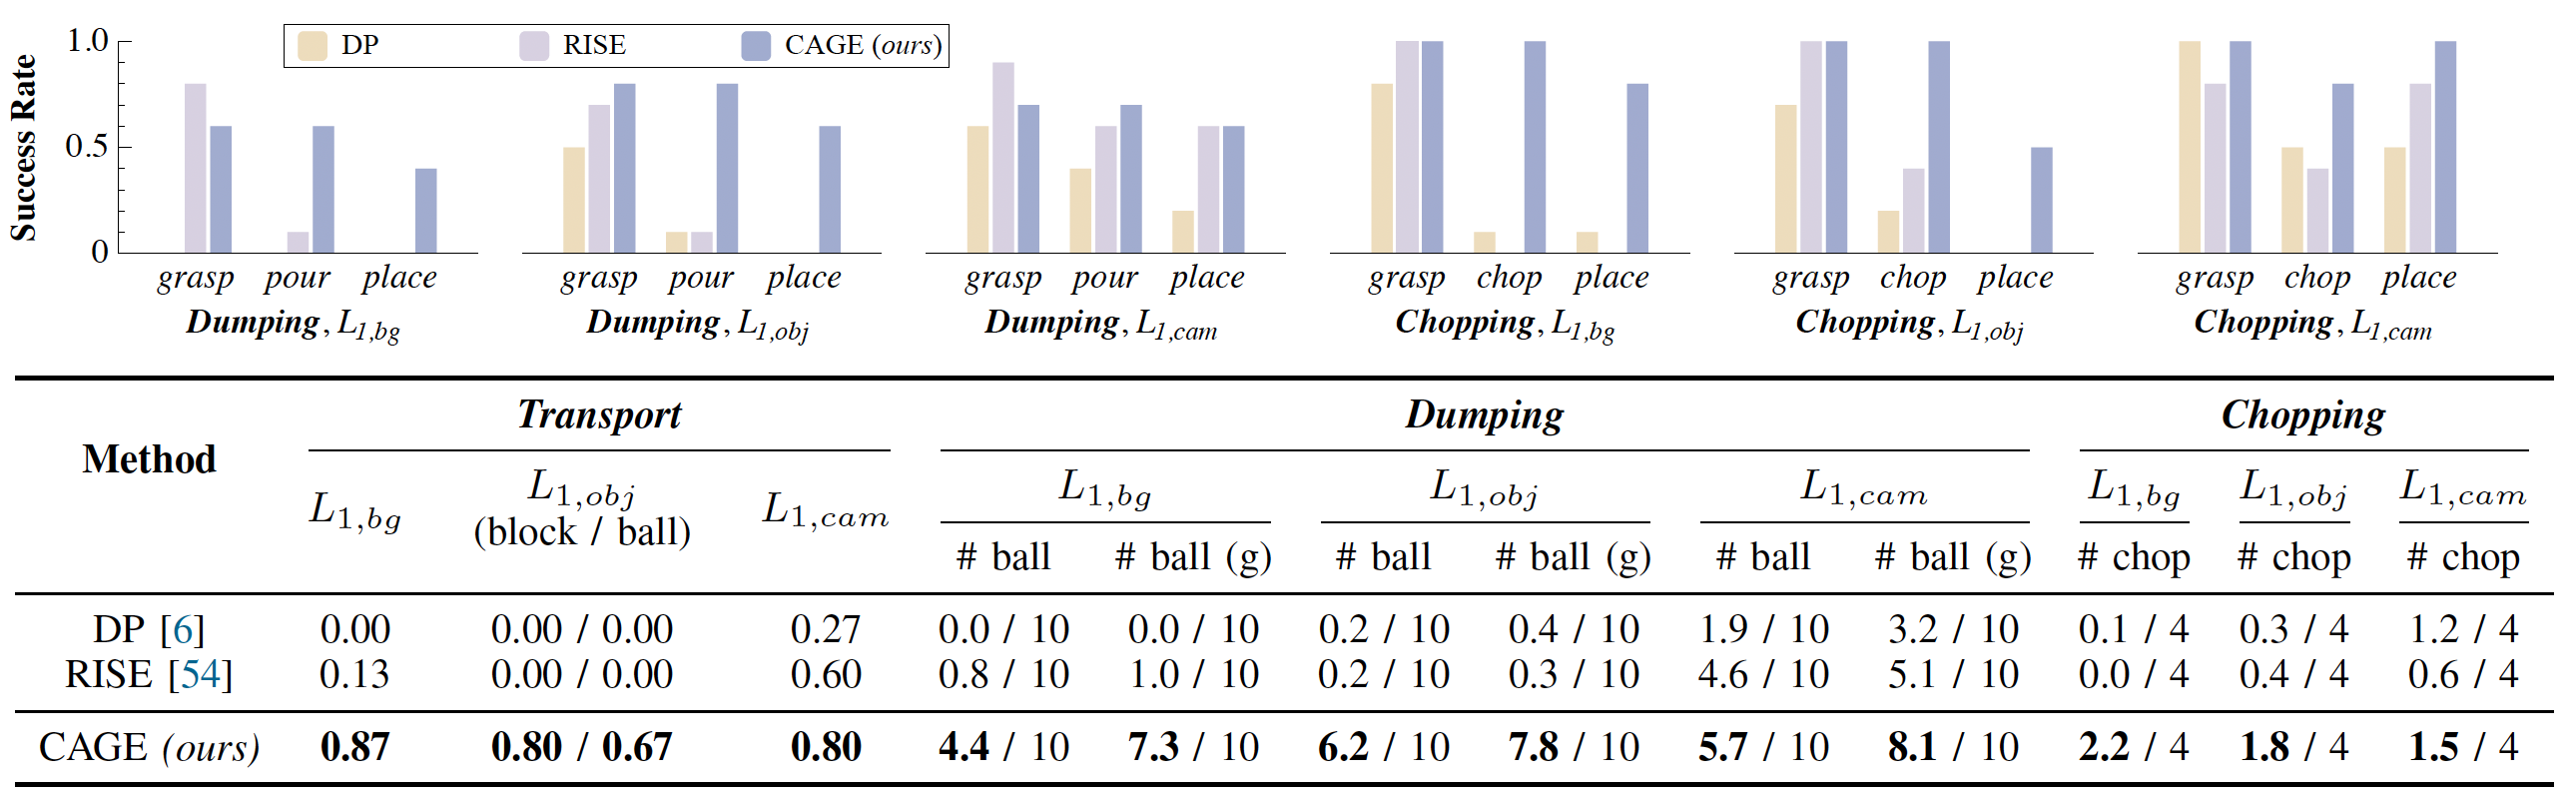 Success Rate
1.0
0.5
0
DP RISE CAGE (ours)
grasp pour place
Dumping, L1,bg
grasp pour place
Dumping, L1,obj
grasp pour place
Dumping, L1,cam
grasp chop place
Chopping, L1,bg
grasp chop place
Chopping, L1,obj
grasp chop place
Chopping, L1,cam
Method Transport Dumping Chopping
L1,bg L1,obj (block / ball) L1,cam L1,bg L1,obj L1,cam L1,bg L1,obj L1,cam
# ball # ball (g) # ball # ball (g) # ball # ball (g) # chop # chop # chop
DP [6] 0.00 0.00 / 0.00 0.27 0.0 / 10 0.0 / 10 0.2 / 10 0.4 / 10 1.9 / 10 3.2 / 10 0.1 / 4 0.3 / 4 1.2 / 4
RISE [54] 0.13 0.00 / 0.00 0.60 0.8 / 10 1.0 / 10 0.2 / 10 0.3 / 10 4.6 / 10 5.1 / 10 0.0 / 4 0.4 / 4 0.6 / 4
CAGE (ours) 0.87 0.80 / 0.67 0.80 4.4 / 10 7.3 / 10 6.2 / 10 7.8 / 10 5.7 / 10 8.1 / 10 2.2 / 4 1.8 / 4 1.5 / 4